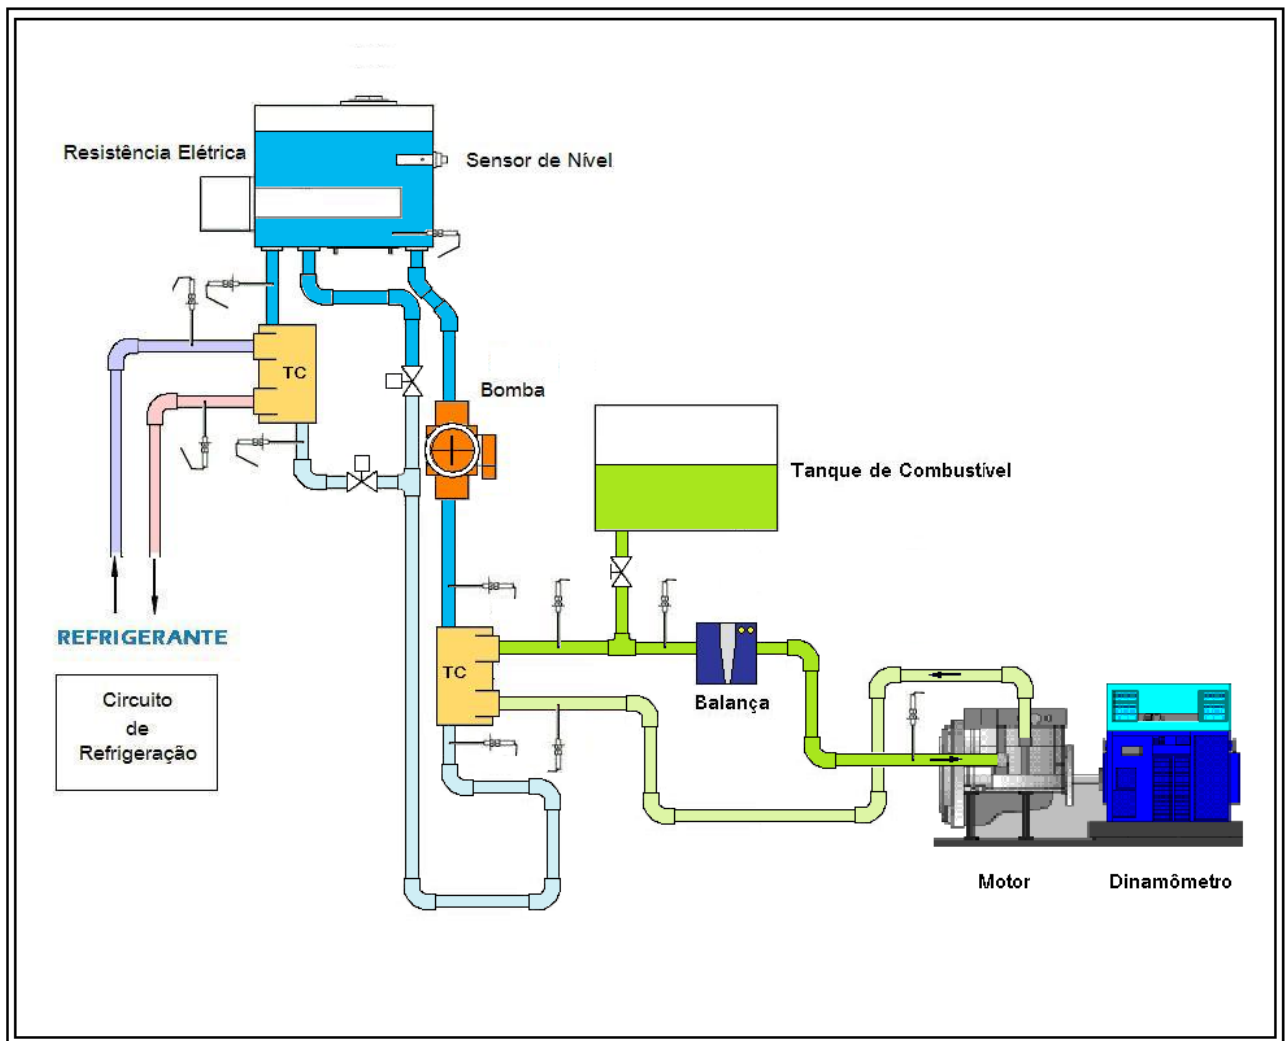 Resistência Elétrica
Sensor de Nível
TC
Bomba
Tanque de Combustível
REFRIGERANTE
TC
Circuito
de
Refrigeração
Balança
Motor
Dinamômetro